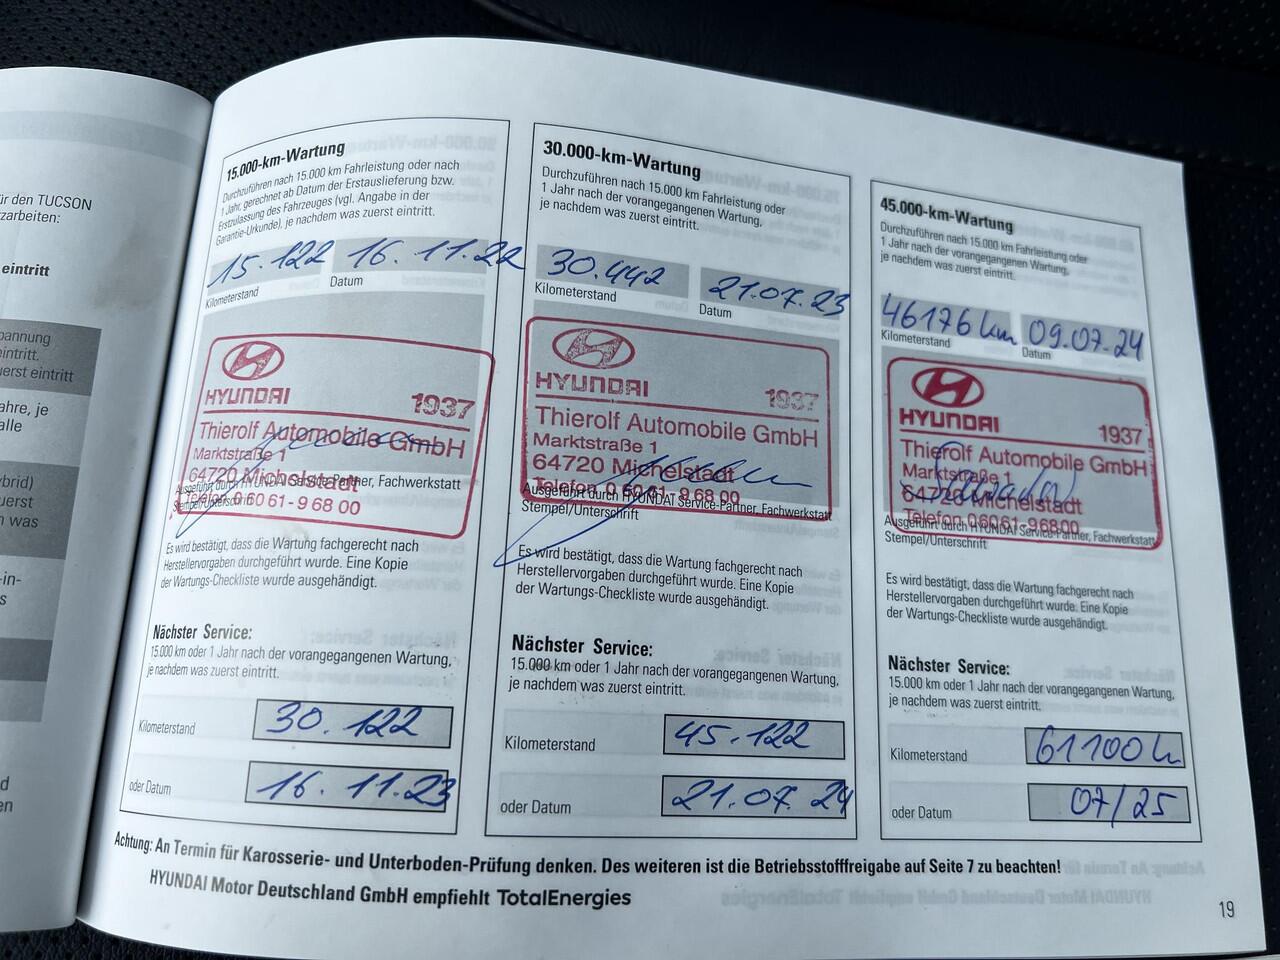 für den TUCSON
tzarbeiten:
eintritt
pannung
eintritt.
uerst eintritt
ahre, je
alle
ybrid)
uerst
n was
-in-
s
d
en
15.000-km-Wartung
Durchzuführen nach 15.000 km Fahrleistung oder nach
1 Jahr, gerechnet ab Datum der Erstauslieferung bzw.
Erstzulassung des Fahrzeuges (vgl. Angabe in der
Garantie-Urkunde), je nachdem was zuerst eintritt.
15.122 16.11.22
Kilometerstand Datum
HYUNDAI 1937
Thierolf Automobile GmbH
Marktstraße 1
64720 Michelstadt
Telefon 0 60 61 - 9 68 00
Ausgeführt durch HYUNDAI Service-Partner, Fachwerkstatt
Stempel/Unterschrift
Es wird bestätigt, dass die Wartung fachgerecht nach
Herstellervorgaben durchgeführt wurde. Eine Kopie
der Wartungs-Checkliste wurde ausgehändigt.
Nächster Service:
15.000 km oder 1 Jahr nach der vorangegangenen Wartung,
je nachdem was zuerst eintritt.
Kilometerstand 30.122
oder Datum 16.11.23
30.000-km-Wartung
Durchzuführen nach 15.000 km Fahrleistung oder
1 Jahr nach der vorangegangenen Wartung,
je nachdem was zuerst eintritt.
30.442 21.07.23
Kilometerstand Datum
HYUNDAI 1937
Thierolf Automobile GmbH
Marktstraße 1
64720 Michelstadt
Telefon 0 60 61 - 9 68 00
Ausgeführt durch HYUNDAI Service-Partner, Fachwerkstatt
Stempel/Unterschrift
Es wird bestätigt, dass die Wartung fachgerecht nach
Herstellervorgaben durchgeführt wurde. Eine Kopie
der Wartungs-Checkliste wurde ausgehändigt.
Nächster Service:
15.000 km oder 1 Jahr nach der vorangegangenen Wartung,
je nachdem was zuerst eintritt.
Kilometerstand 45.122
oder Datum 21.07.24
45.000-km-Wartung
Durchzuführen nach 15.000 km Fahrleistung oder
1 Jahr nach der vorangegangenen Wartung,
je nachdem was zuerst eintritt.
46176 km 09.07.24
Kilometerstand Datum
HYUNDAI 1937
Thierolf Automobile GmbH
Marktstraße 1
64720 Michelstadt
Telefon 0 60 61 - 9 68 00
Ausgeführt durch HYUNDAI Service-Partner, Fachwerkstatt
Stempel/Unterschrift
Es wird bestätigt, dass die Wartung fachgerecht nach
Herstellervorgaben durchgeführt wurde. Eine Kopie
der Wartungs-Checkliste wurde ausgehändigt.
Nächster Service:
15.000 km oder 1 Jahr nach der vorangegangenen Wartung,
je nachdem was zuerst eintritt.
Kilometerstand 61100 k
oder Datum 07/25
Achtung: An Termin für Karosserie- und Unterboden-Prüfung denken. Des weiteren ist die Betriebsstofffreigabe auf Seite 7 zu beachten!
HYUNDAI Motor Deutschland GmbH empfiehlt TotalEnergies
19